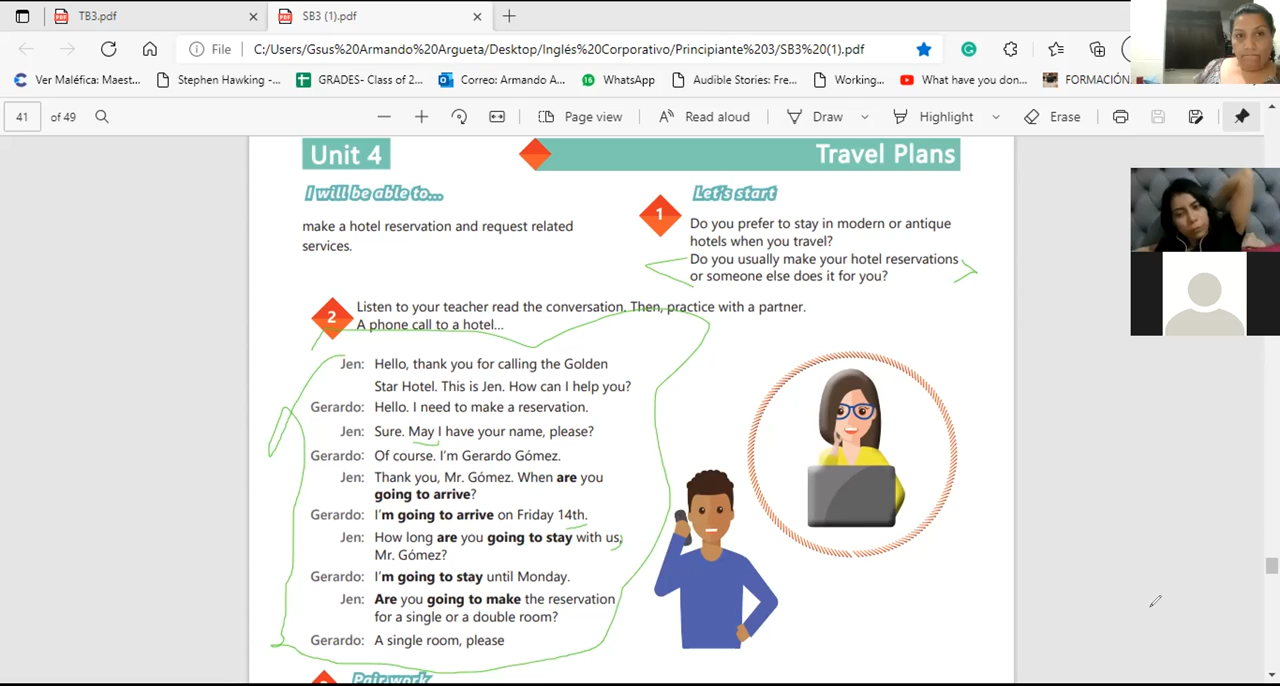 TB3.pdf
SB3 (1).pdf
File
C:/Users/Gsus%20Armando%20Argueta/Desktop/Inglés%20Corporativo/Principiante%203/SB3%20(1).pdf
Ver Maléfica: Maest...
Stephen Hawking -...
GRADES- Class of 2...
Correo: Armando A...
WhatsApp
Audible Stories: Fre...
Working...
What have you don...
FORMACIÓN
41 of 49
Page view
Read aloud
Draw
Highlight
Erase
Unit 4
Travel Plans
I will be able to...
make a hotel reservation and request related
services.
Let's start
1
Do you prefer to stay in modern or antique
hotels when you travel?
Do you usually make your hotel reservations
or someone else does it for you?
2
Listen to your teacher read the conversation. Then, practice with a partner.
A phone call to a hotel...
Jen: Hello, thank you for calling the Golden
Star Hotel. This is Jen. How can I help you?
Gerardo: Hello. I need to make a reservation.
Jen: Sure. May I have your name, please?
Gerardo: Of course. I'm Gerardo Gómez.
Jen: Thank you, Mr. Gómez. When are you
going to arrive?
Gerardo: I'm going to arrive on Friday 14th.
Jen: How long are you going to stay with us,
Mr. Gómez?
Gerardo: I'm going to stay until Monday.
Jen: Are you going to make the reservation
for a single or a double room?
Gerardo: A single room, please
Pair work